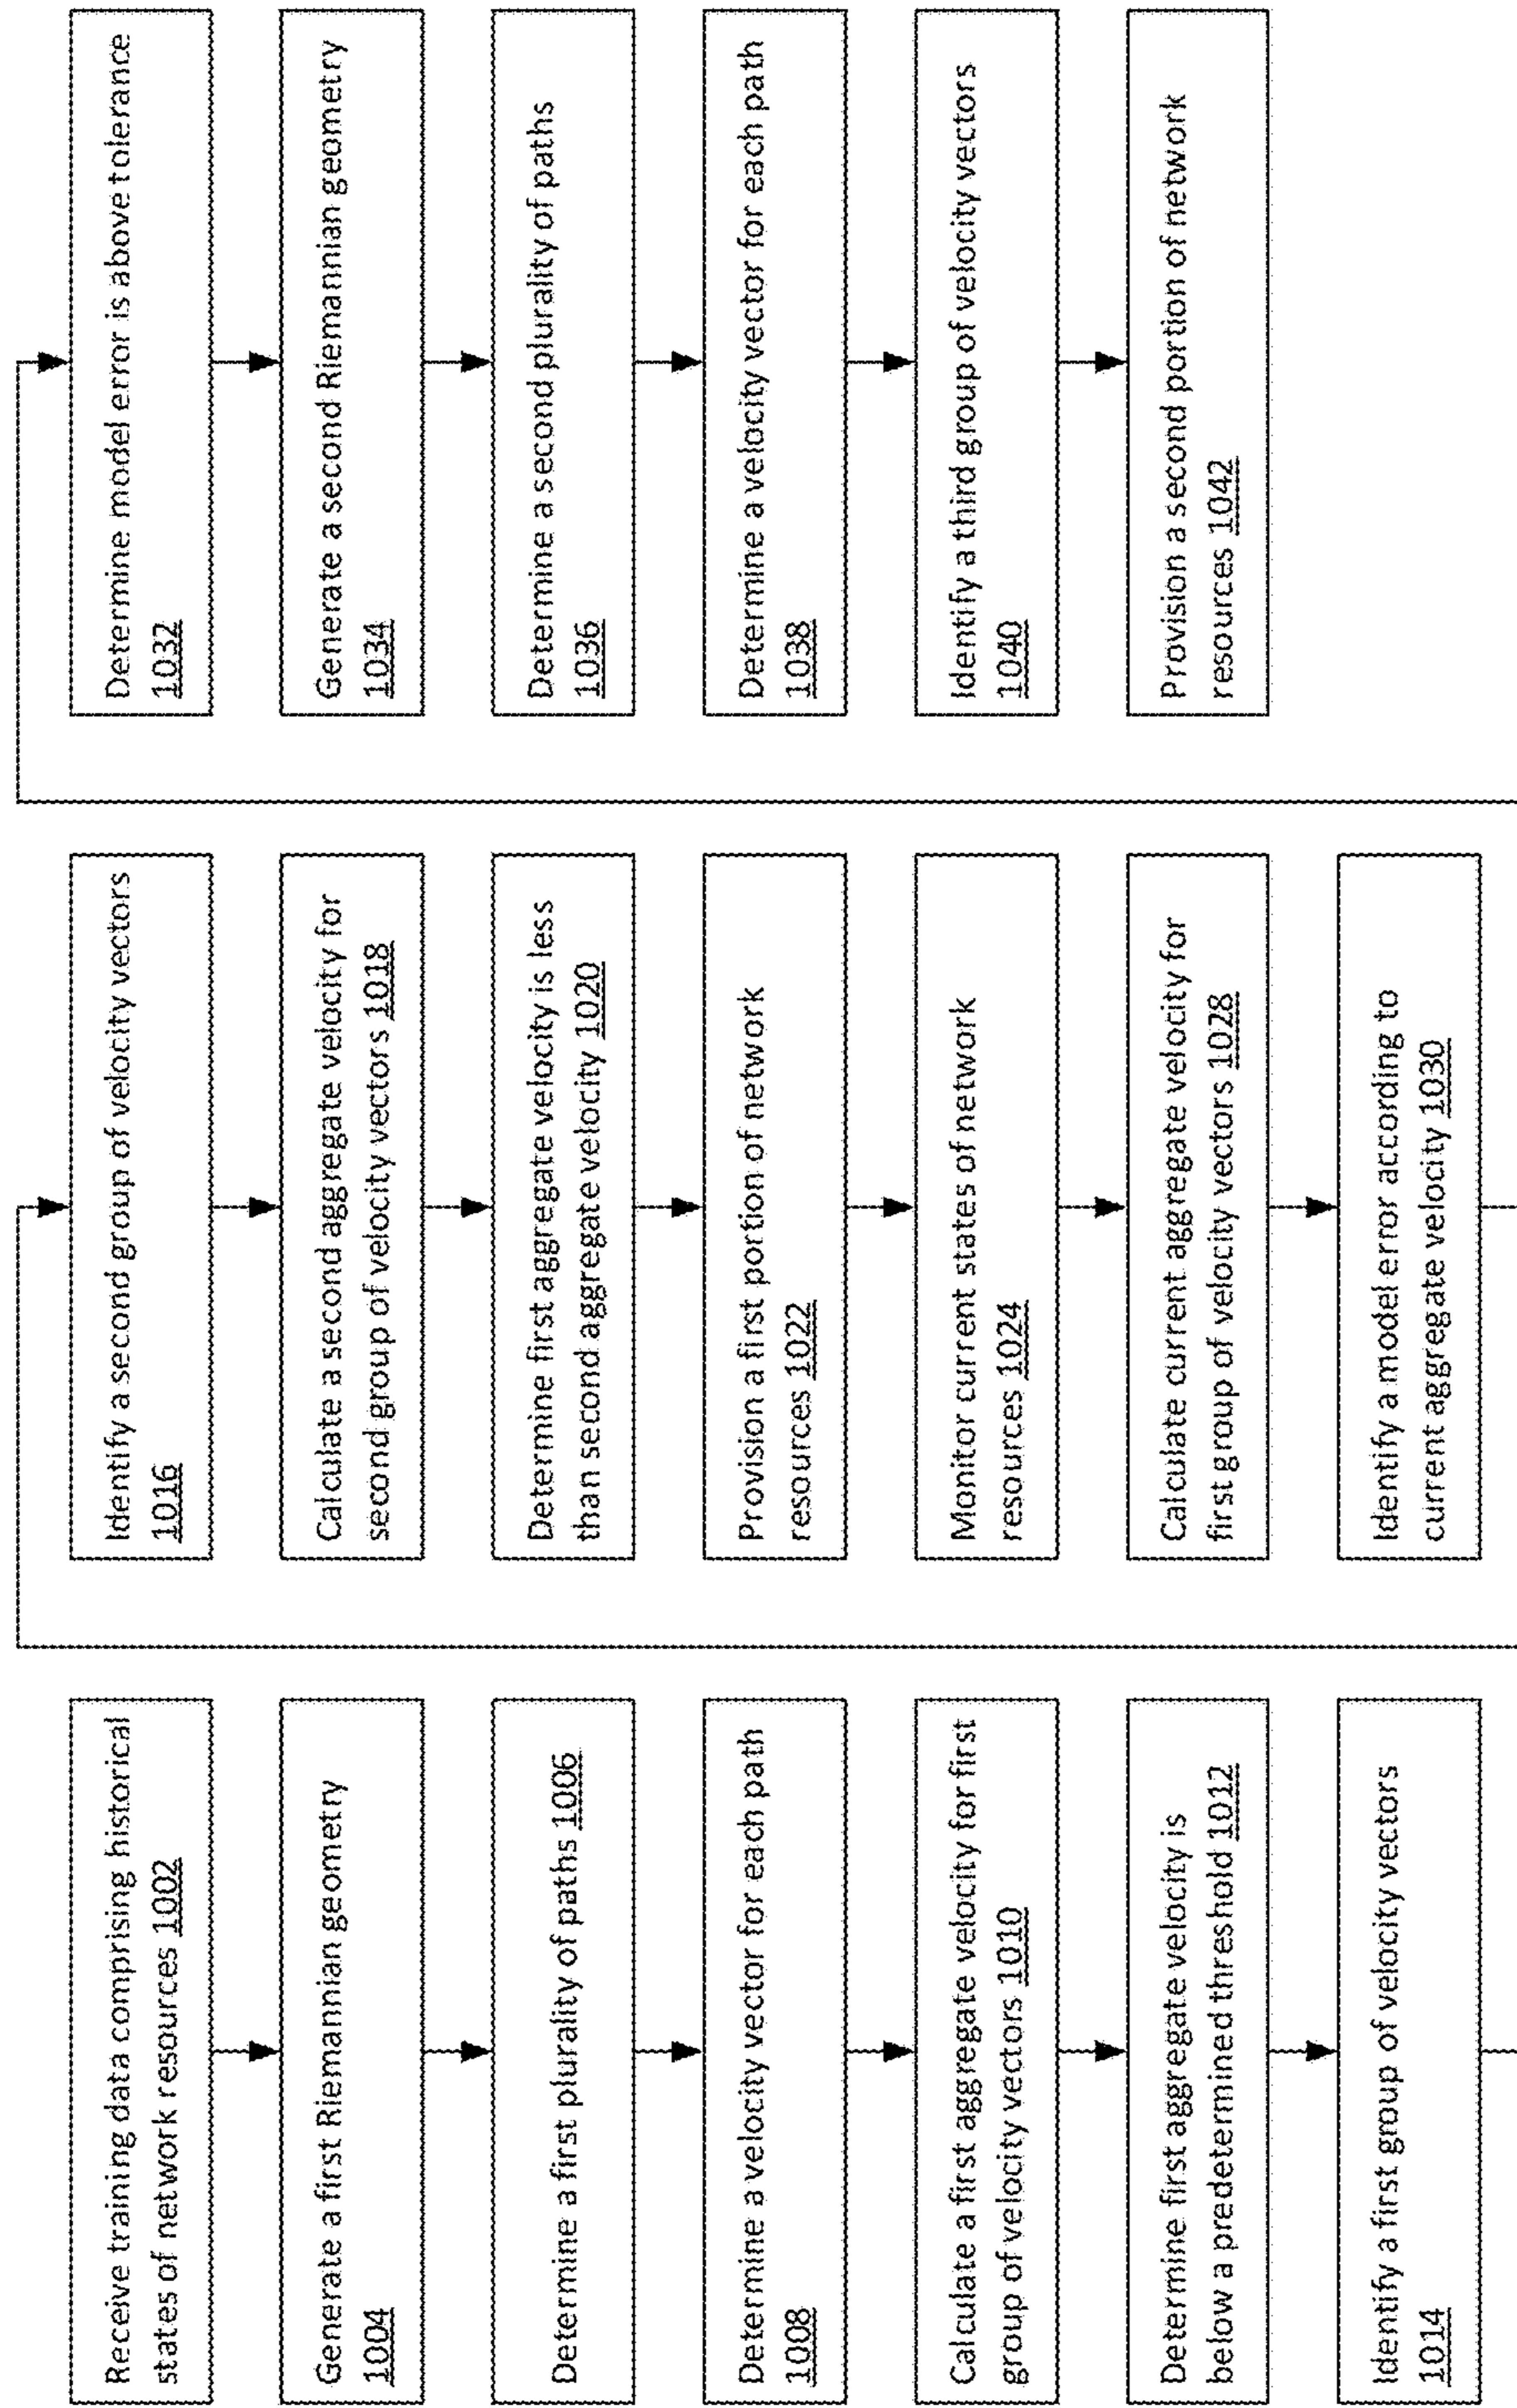 Receive training data comprising historical
states of network resources 1002
Generate a first Riemannian geometry
1004
Determine a first plurality of paths 1006
Determine a velocity vector for each path
1008
Calculate a first aggregate velocity for first
group of velocity vectors 1010
Determine first aggregate velocity is
below a predetermined threshold 1012
Identify a first group of velocity vectors
1014
Identify a second group of velocity vectors
1016
Calculate a second aggregate velocity for
second group of velocity vectors 1018
Determine first aggregate velocity is less
than second aggregate velocity 1020
Provision a first portion of network
resources 1022
Monitor current states of network
resources 1024
Calculate current aggregate velocity for
first group of velocity vectors 1028
Identify a model error according to
current aggregate velocity 1030
Determine model error is above tolerance
1032
Generate a second Riemannian geometry
1034
Determine a second plurality of paths
1036
Determine a velocity vector for each path
1038
Identify a third group of velocity vectors
1040
Provision a second portion of network
resources 1042